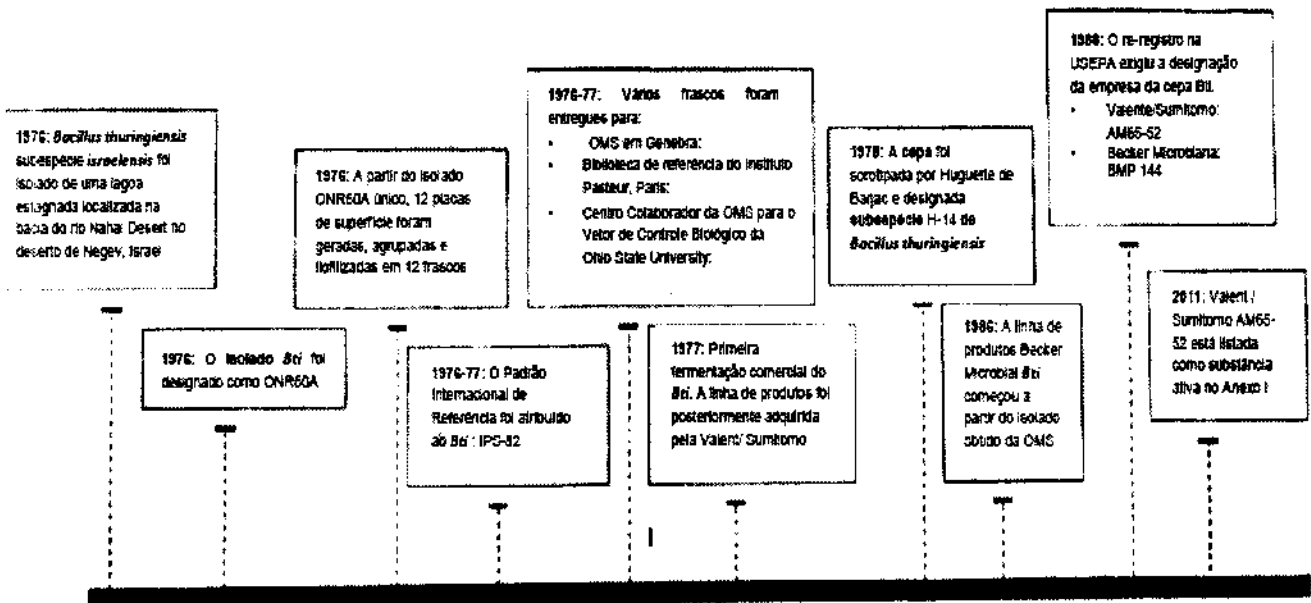 1976: Bacillus thuringiensis
subespécie israelensis foi
isolado de uma lagoa
estagnada localizada na
bacia do rio Nahal Desert no
deserto de Negev, Israel
1976: O isolado Bti foi
designado como ONR60A
1976: A partir do isolado
ONR60A único, 12 placas
de superfície foram
geradas, agrupadas e
liofilizadas em 12 frascos
1976-77: O Padrão
Internacional de
Referência foi atribuído
ao Bti : IPS-82
1976-77: Vários frascos foram
entregues para:
• OMS em Genebra;
• Biblioteca de referência do Instituto
Pasteur, Paris;
• Centro Colaborador da OMS para o
Vetor de Controle Biológico da
Ohio State University;
1977: Primeira
fermentação comercial do
Bti. A linha de produtos foi
posteriormente adquirida
pela Valent/ Sumitomo
1978: A cepa foi
sorotipada por Huguette de
Barjac e designada
subespécie H-14 de
Bacillus thuringiensis
1986: A linha de
produtos Becker
Microbial Bti
começou a
partir do isolado
obtido da OMS
O re-registro na
USEPA exigiu a designação
da empresa da cepa Bti.
• Valente/Sumitomo:
AM65-52
• Becker Microbiana:
BMP 144
2011: Valent /
Sumitomo AM65-
52 está listada
como substância
ativa no Anexo I